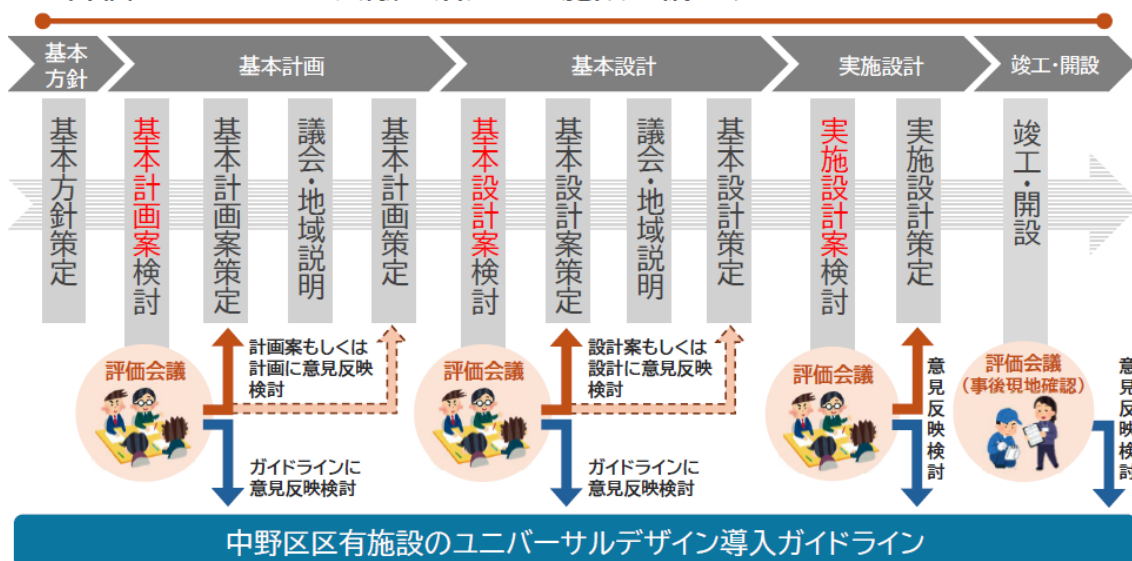 基本
方針
基本計画
基本設計
実施設計
竣工・開設
基本方針策定
基本計画案検討
基本計画案策定
議会・地域説明
基本計画策定
基本設計案検討
基本設計案策定
議会・地域説明
基本設計策定
実施設計案検討
実施設計策定
竣工・開設
評価会議
計画案もしくは
計画に意見反映
検討
ガイドラインに
意見反映検討
評価会議
設計案もしくは
設計に意見反映
検討
ガイドラインに
意見反映検討
評価会議
意見反映検討
評価会議
(事後現地確認)
意見反映検討
中野区区有施設のユニバーサルデザイン導入ガイドライン